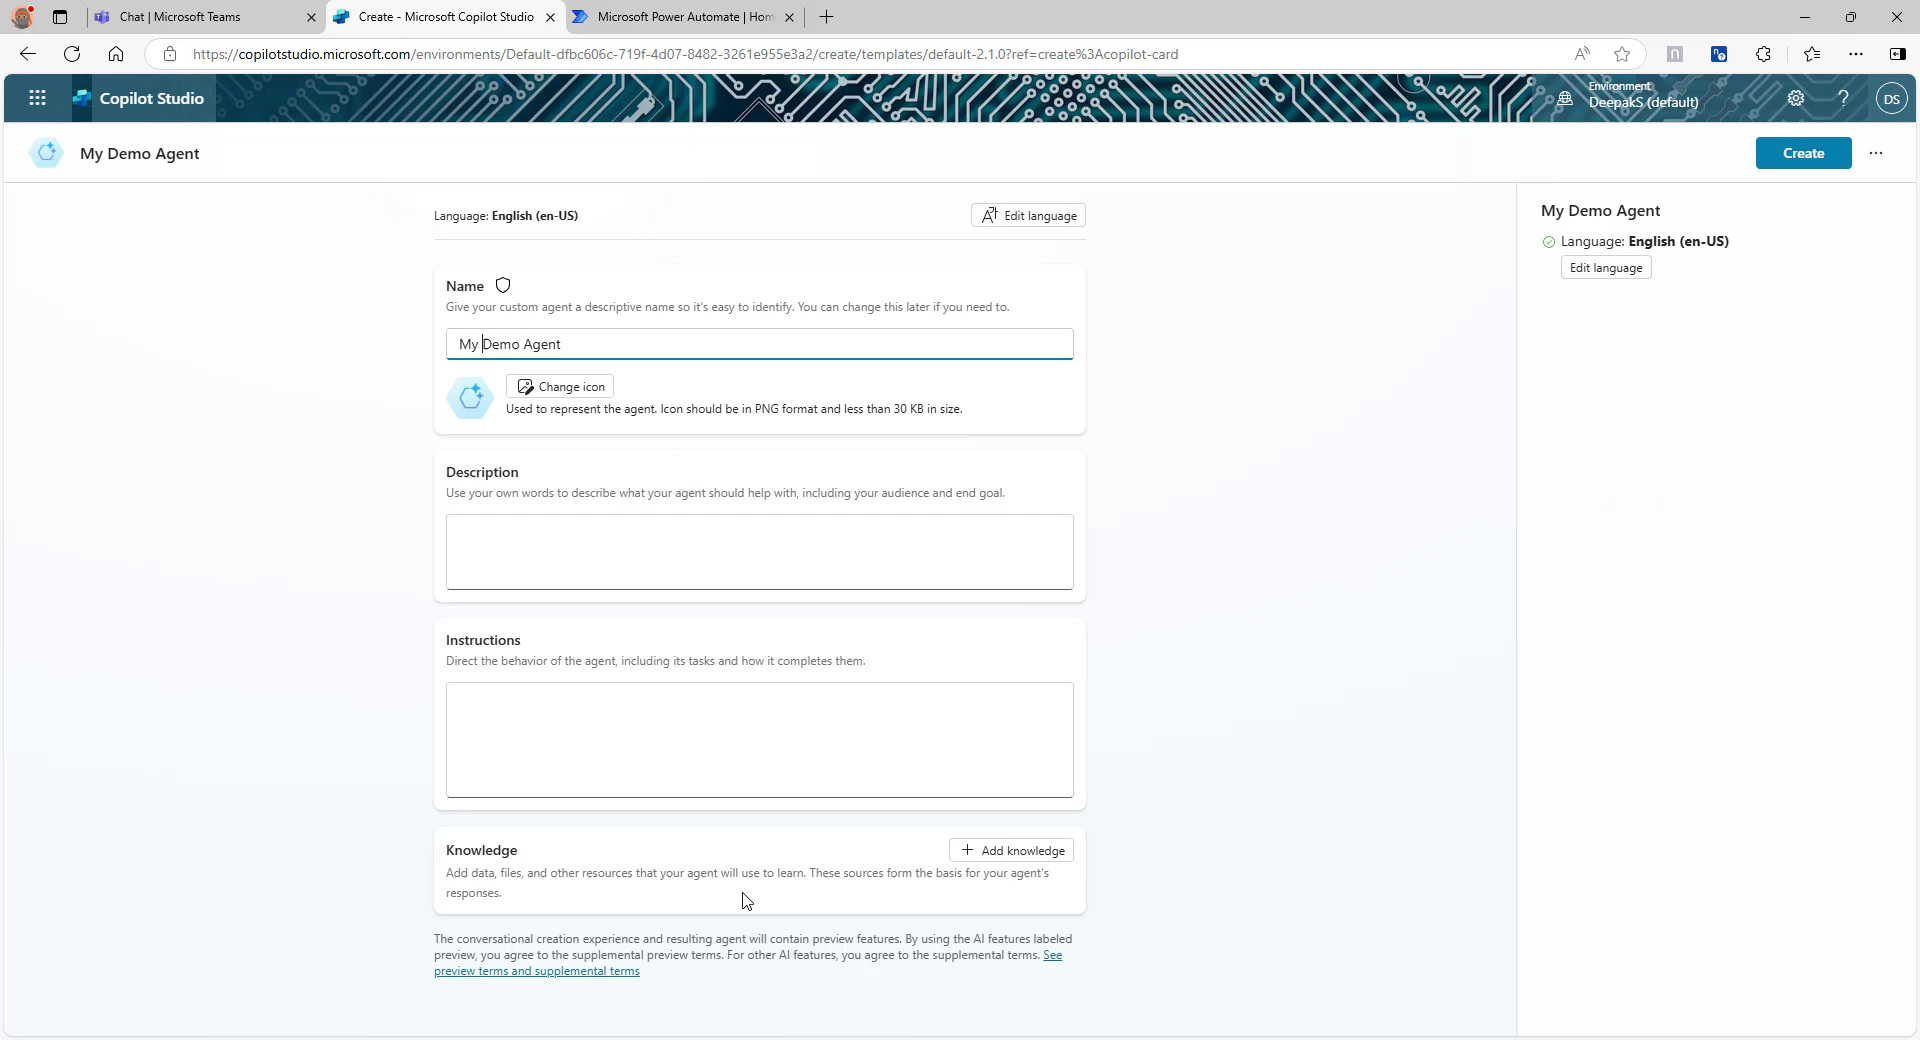 Chat | Microsoft Teams
Create - Microsoft Copilot Studio
Microsoft Power Automate | Hom
https://copilotstudio.microsoft.com/environments/Default-dfbc606c-719f-4d07-8482-3261e955e3a2/create/templates/default-2.1.0?ref=create%3Acopilot-card
Copilot Studio
Environment
DeepakS (default)
?
DS
My Demo Agent
Create
Language: English (en-US)
Edit language
Name
Give your custom agent a descriptive name so it's easy to identify. You can change this later if you need to.
My Demo Agent
Change icon
Used to represent the agent. Icon should be in PNG format and less than 30 KB in size.
Description
Use your own words to describe what your agent should help with, including your audience and end goal.
Instructions
Direct the behavior of the agent, including its tasks and how it completes them.
Knowledge
Add knowledge
Add data, files, and other resources that your agent will use to learn. These sources form the basis for your agent's
responses.
The conversational creation experience and resulting agent will contain preview features. By using the AI features labeled
preview, you agree to the supplemental preview terms. For other AI features, you agree to the supplemental terms. See
preview terms and supplemental terms
My Demo Agent
Language: English (en-US)
Edit language